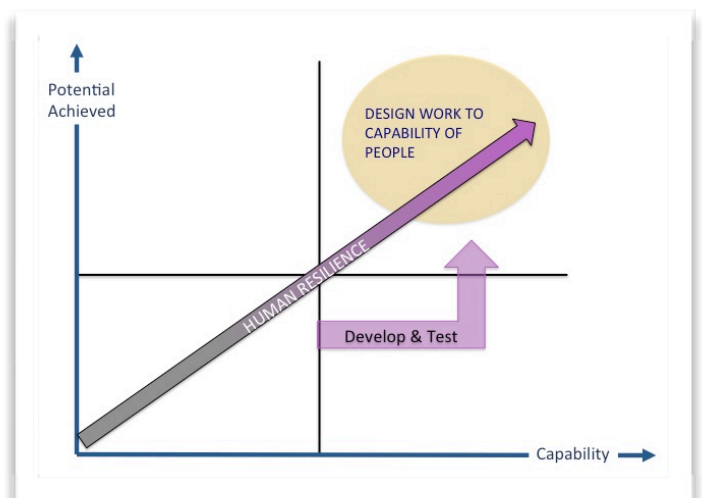 Potential
Achieved
DESIGN WORK TO
CAPABILITY OF
PEOPLE
HUMAN RESILIENCE
Develop & Test
Capability